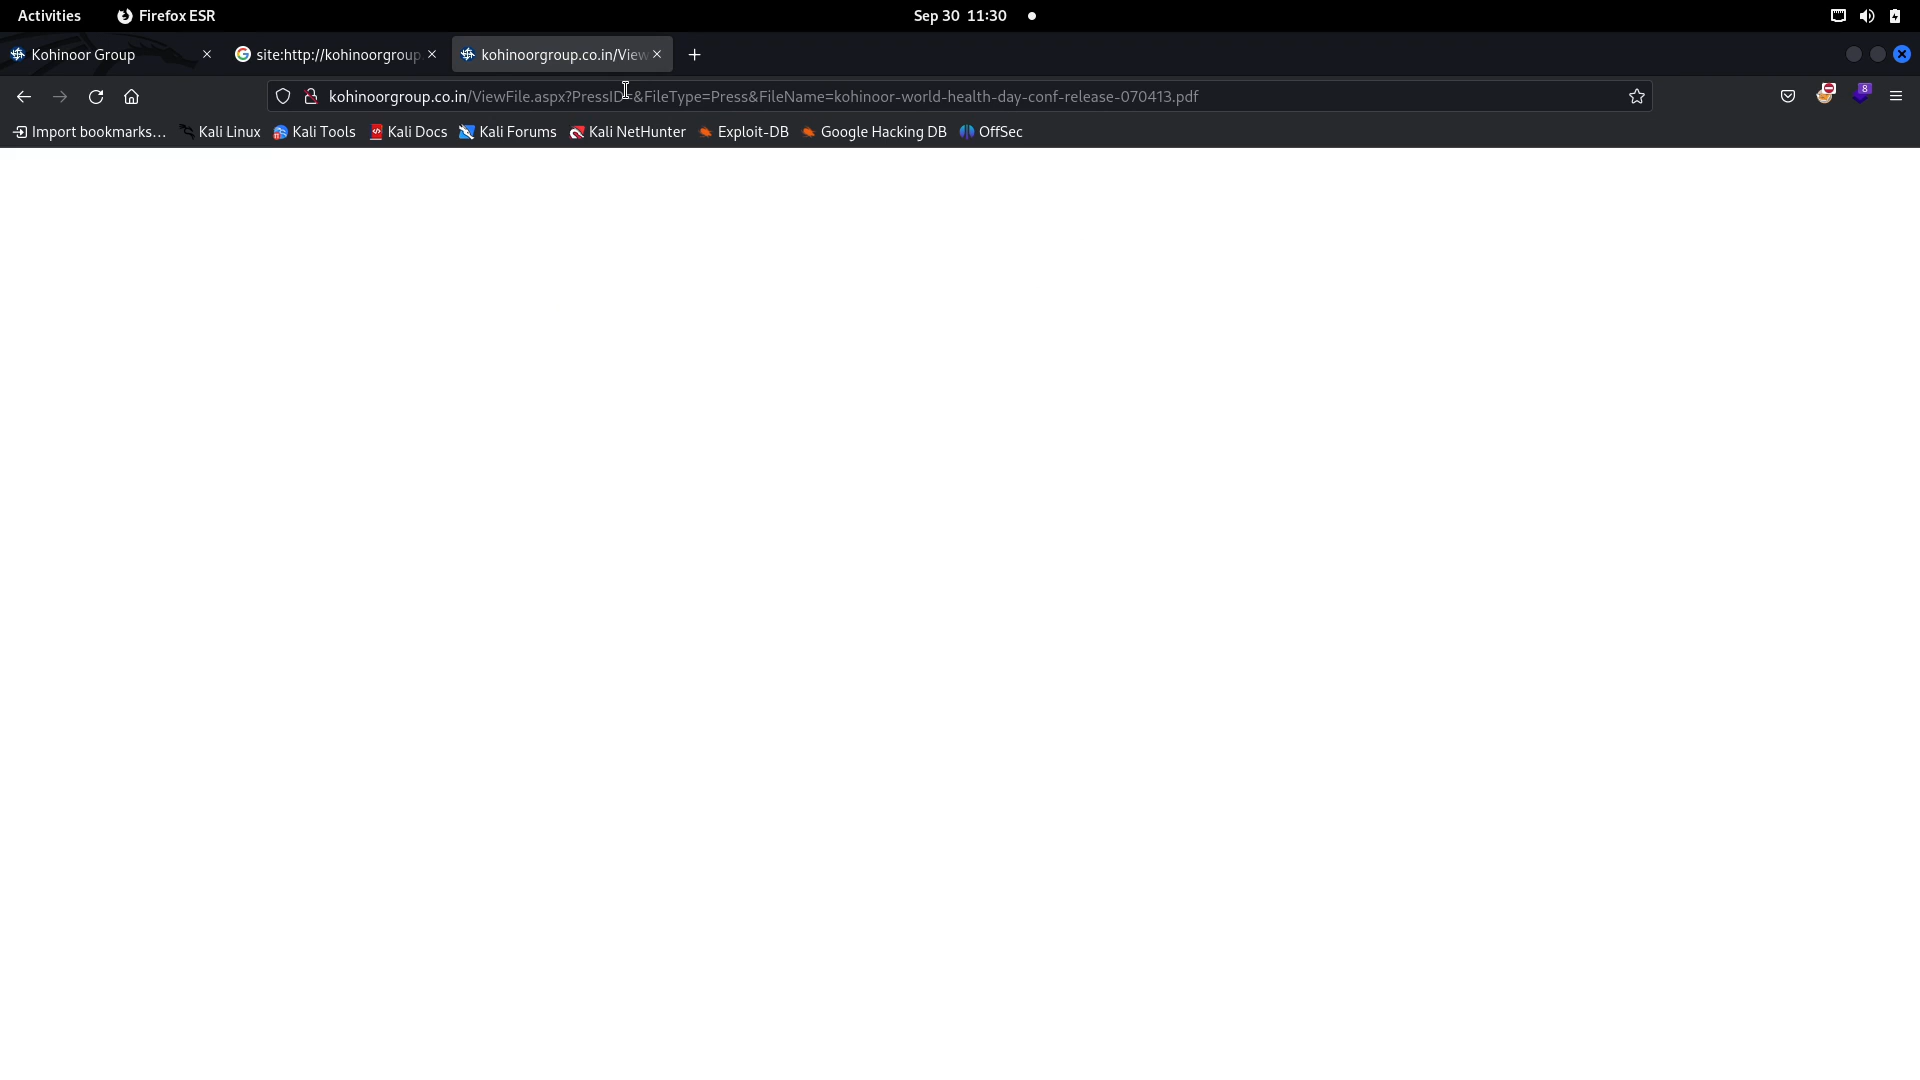 Activities Firefox ESR Sep 30 11:30
Kohinoor Group site:http://kohinoorgroup. kohinoorgroup.co.in/View
kohinoorgroup.co.in/ViewFile.aspx?PressID=&FileType=Press&FileName=kohinoor-world-health-day-conf-release-070413.pdf 8
Import bookmarks... Kali Linux Kali Tools Kali Docs Kali Forums Kali NetHunter Exploit-DB Google Hacking DB OffSec